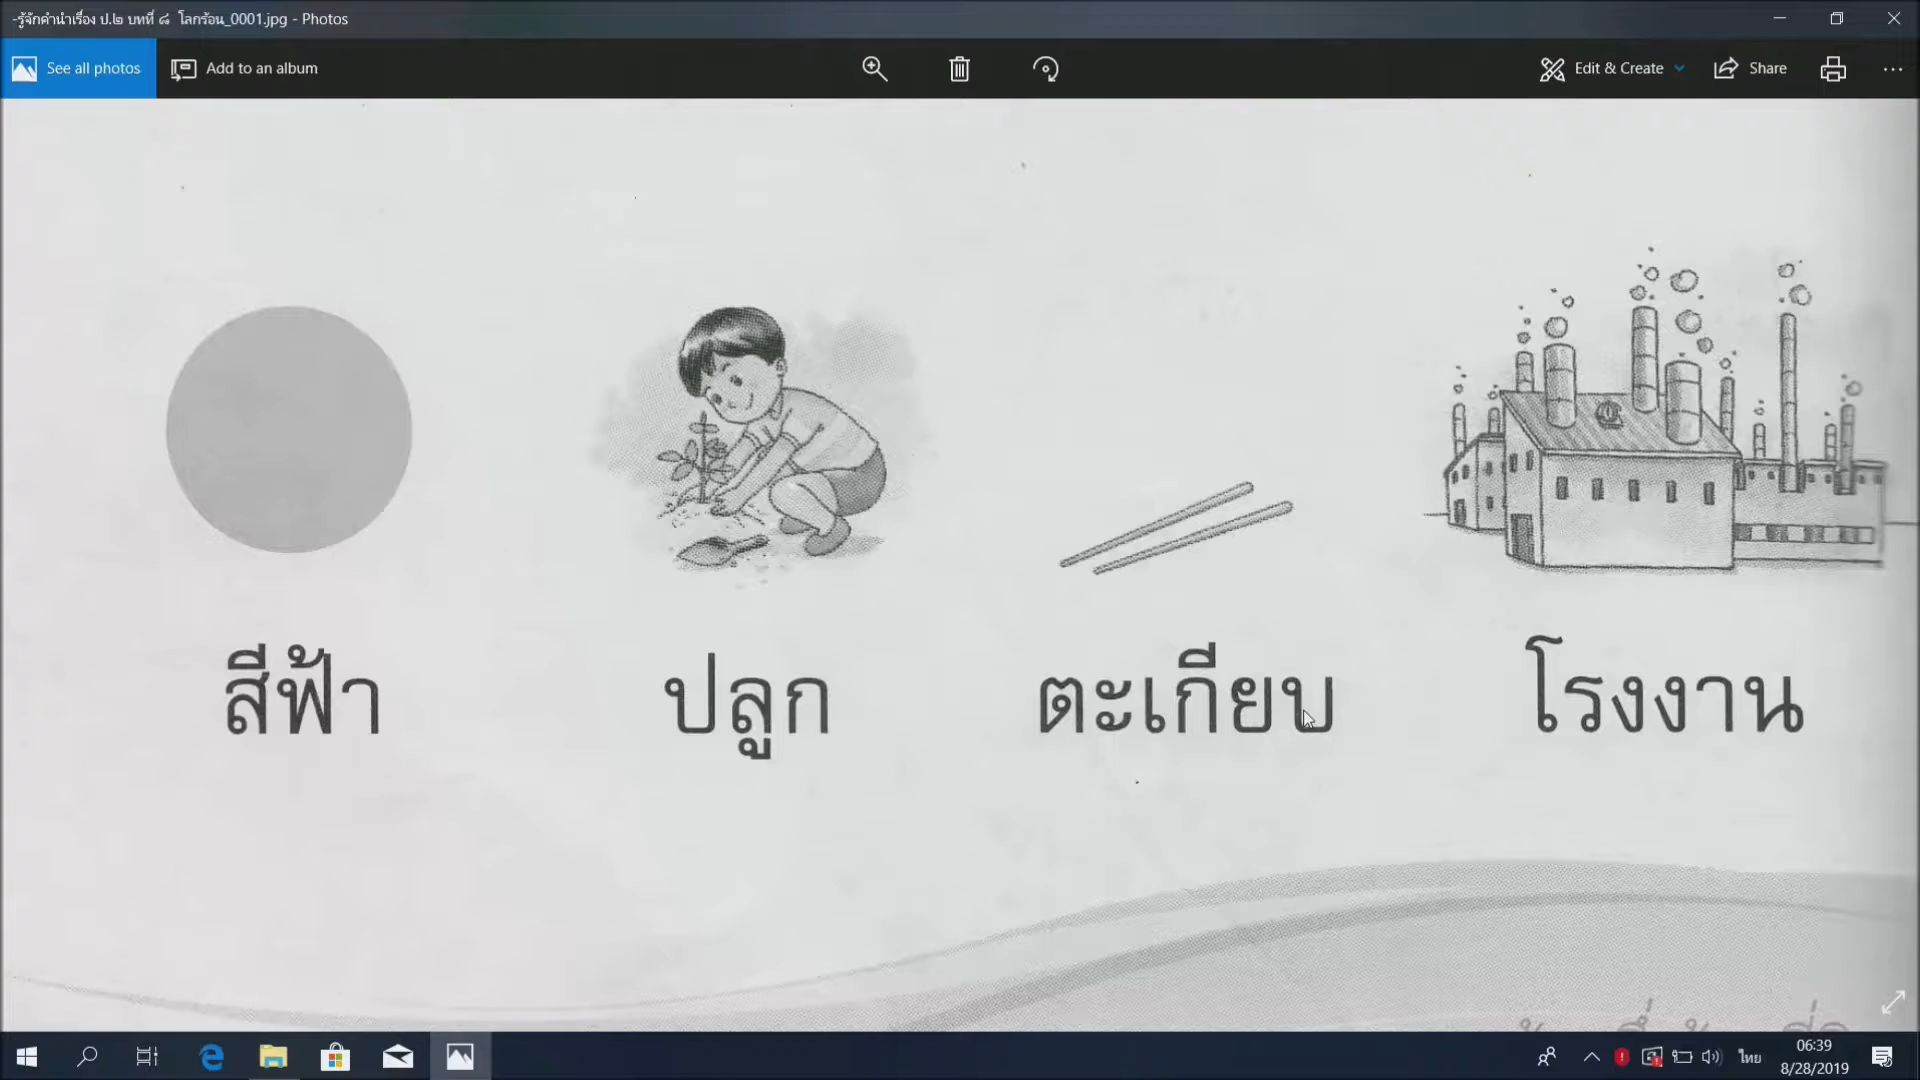 -รู้จักคำนำเรื่อง ป.๒ บทที่ ๘ โลกร้อน_0001.jpg - Photos
See all photos
Add to an album
Edit & Create
Share
สีฟ้า
ปลูก
ตะเกียบ
โรงงาน
ไทย
06:39
8/28/2019